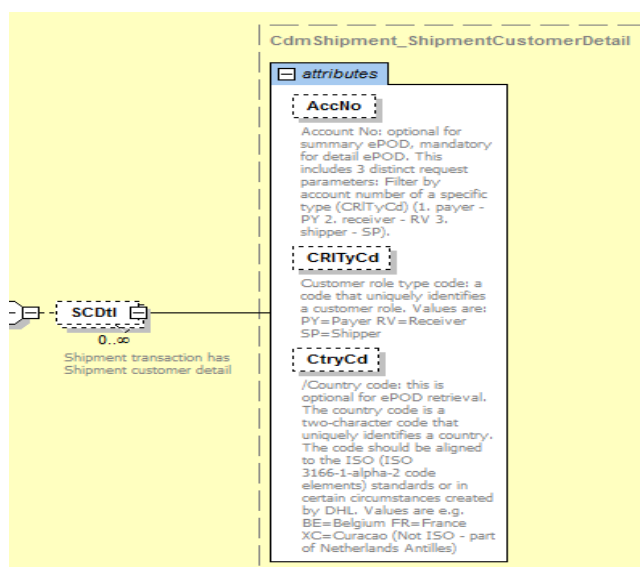 CdmShipment_ShipmentCustomerDetail
attributes
AccNo
Account No: optional for
summary ePOD, mandatory
for detail ePOD. This
includes 3 distinct request
parameters: Filter by
account number of a specific
type (CRlTyCd) (1. payer -
PY 2. receiver - RV 3.
shipper - SP).
CRlTyCd
Customer role type code: a
code that uniquely identifies
a customer role. Values are:
PY=Payer RV=Receiver
SP=Shipper
SCDtl
0..∞
Shipment transaction has
Shipment customer detail
CtryCd
/Country code: this is
optional for ePOD retrieval.
The country code is a
two-character code that
uniquely identifies a country.
The code should be aligned
to the ISO (ISO
3166-1-alpha-2 code
elements) standards or in
certain circumstances created
by DHL. Values are e.g.
BE=Belgium FR=France
XC=Curacao (Not ISO - part
of Netherlands Antilles)